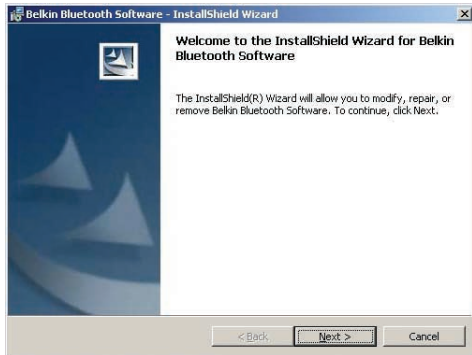 Belkin Bluetooth Software - InstallShield Wizard
Welcome to the InstallShield Wizard for Belkin
Bluetooth Software
The InstallShield(R) Wizard will allow you to modify, repair, or
remove Belkin Bluetooth Software. To continue, click Next.
< Back
Next >
Cancel